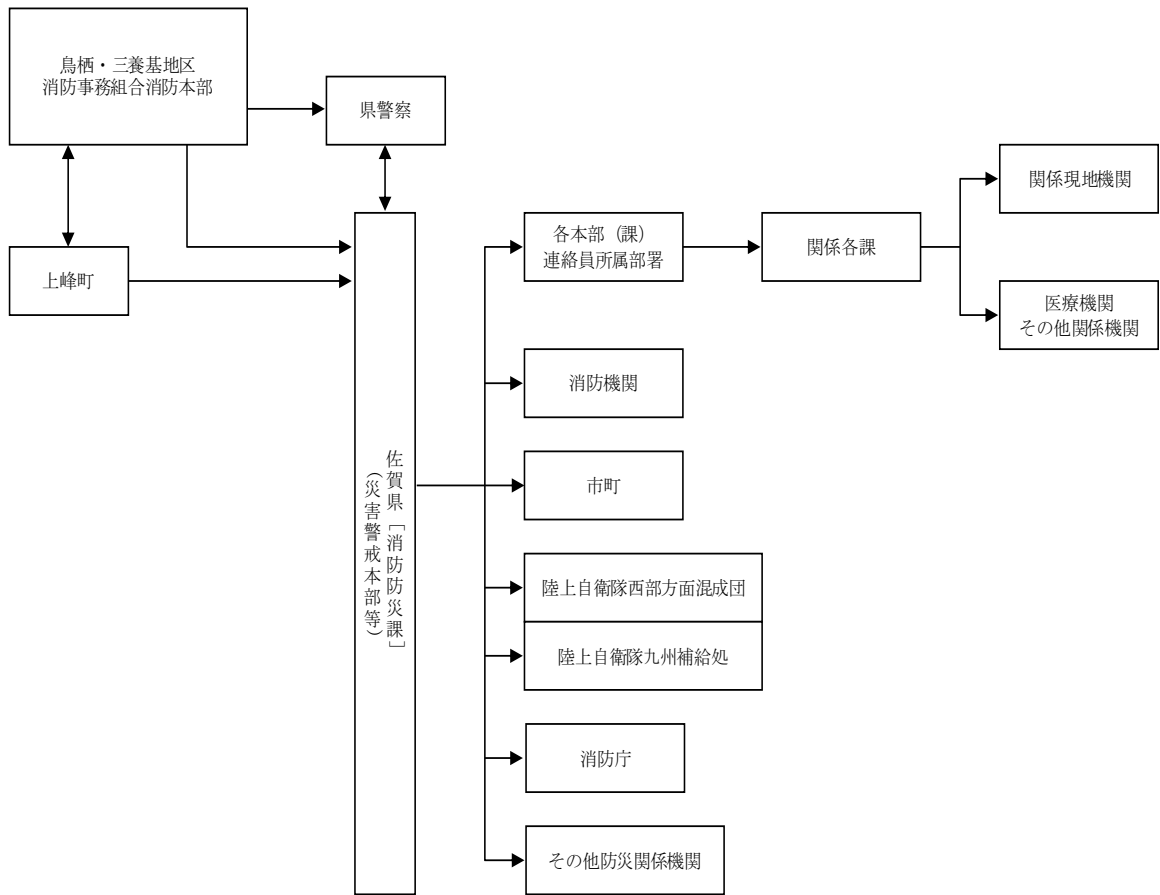 鳥栖・三養基地区
消防事務組合消防本部
県警察
上峰町
佐賀県［消防防災課］
（災害警戒本部等）
各本部（課）
連絡員所属部署
関係各課
関係現地機関
医療機関
その他関係機関
消防機関
市町
陸上自衛隊西部方面混成団
陸上自衛隊九州補給処
消防庁
その他防災関係機関